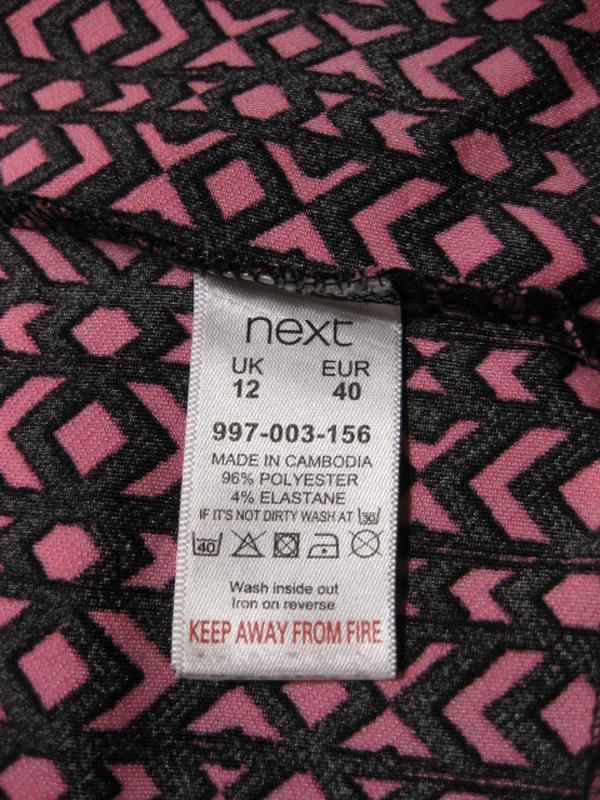 next
UK EUR
12 40
997-003-156
MADE IN CAMBODIA
96% POLYESTER
4% ELASTANE
IF IT'S NOT DIRTY WASH AT 30
40
Wash inside out
Iron on reverse
KEEP AWAY FROM FIRE